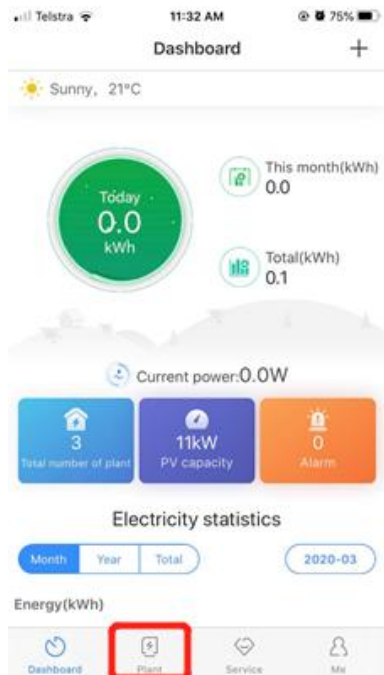 Telstra 11:32 AM 75%
Dashboard +
Sunny, 21°C
Today
0.0
kWh
This month(kWh)
0.0
Total(kWh)
0.1
Current power:0.0W
3
Total number of plant
11kW
PV capacity
0
Alarm
Electricity statistics
Month Year Total 2020-03
Energy(kWh)
Dashboard Plant Service Me